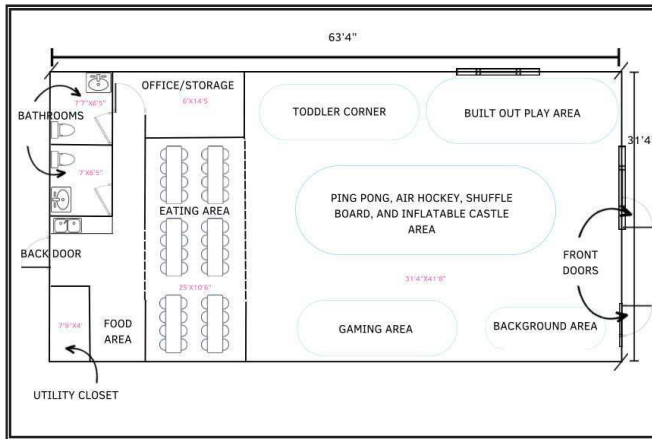 63'4"
OFFICE/STORAGE
6'X14'5
7'7"X6'5"
BATHROOMS
7'X6'5"
TODDLER CORNER
BUILT OUT PLAY AREA
31'4"
PING PONG, AIR HOCKEY, SHUFFLE
BOARD, AND INFLATABLE CASTLE
AREA
EATING AREA
BACK DOOR
FRONT
DOORS
31'4"X41'8"
25'X10'6"
7'9"X4'
FOOD
AREA
GAMING AREA
BACKGROUND AREA
UTILITY CLOSET